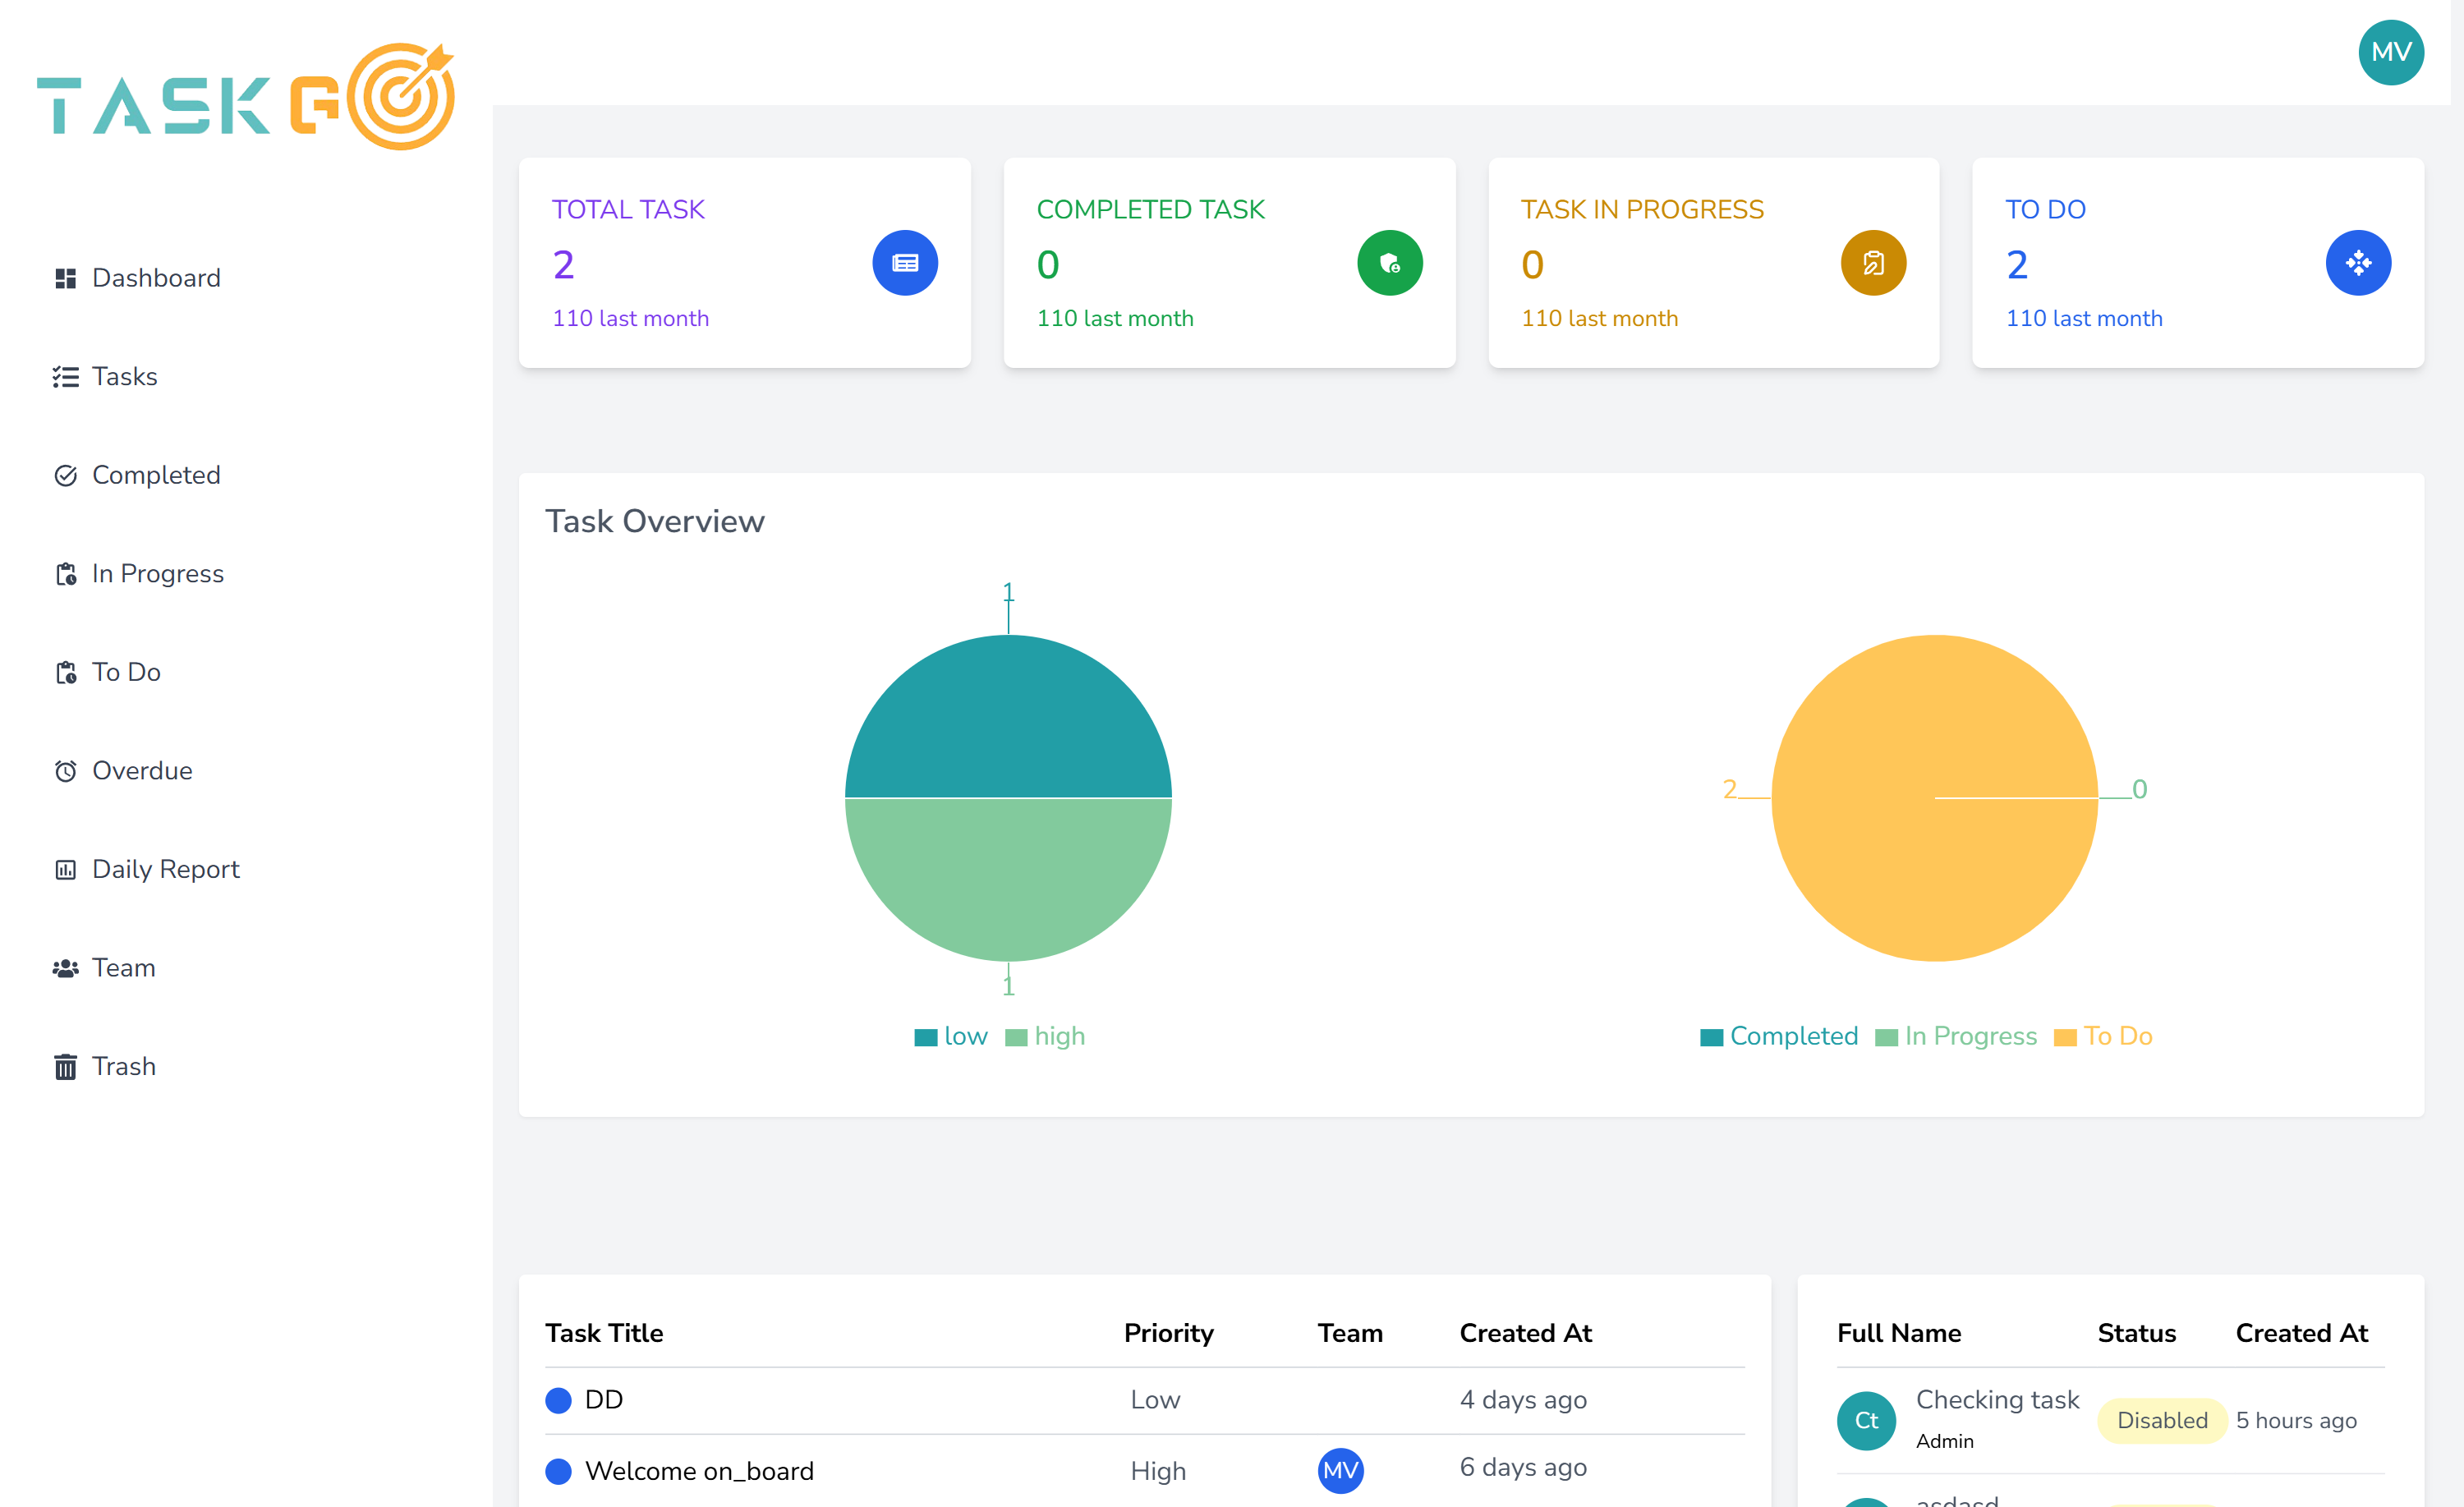 TASK GO
Dashboard
Tasks
Completed
In Progress
To Do
Overdue
Daily Report
Team
Trash
MV
TOTAL TASK
2
110 last month
COMPLETED TASK
0
110 last month
TASK IN PROGRESS
0
110 last month
TO DO
2
110 last month
Task Overview
1
1
low high
2
0
Completed In Progress To Do
Task Title Priority Team Created At
DD Low 4 days ago
Welcome on_board High MV 6 days ago
Full Name Status Created At
Ct Checking task Disabled 5 hours ago
Admin
asdasd